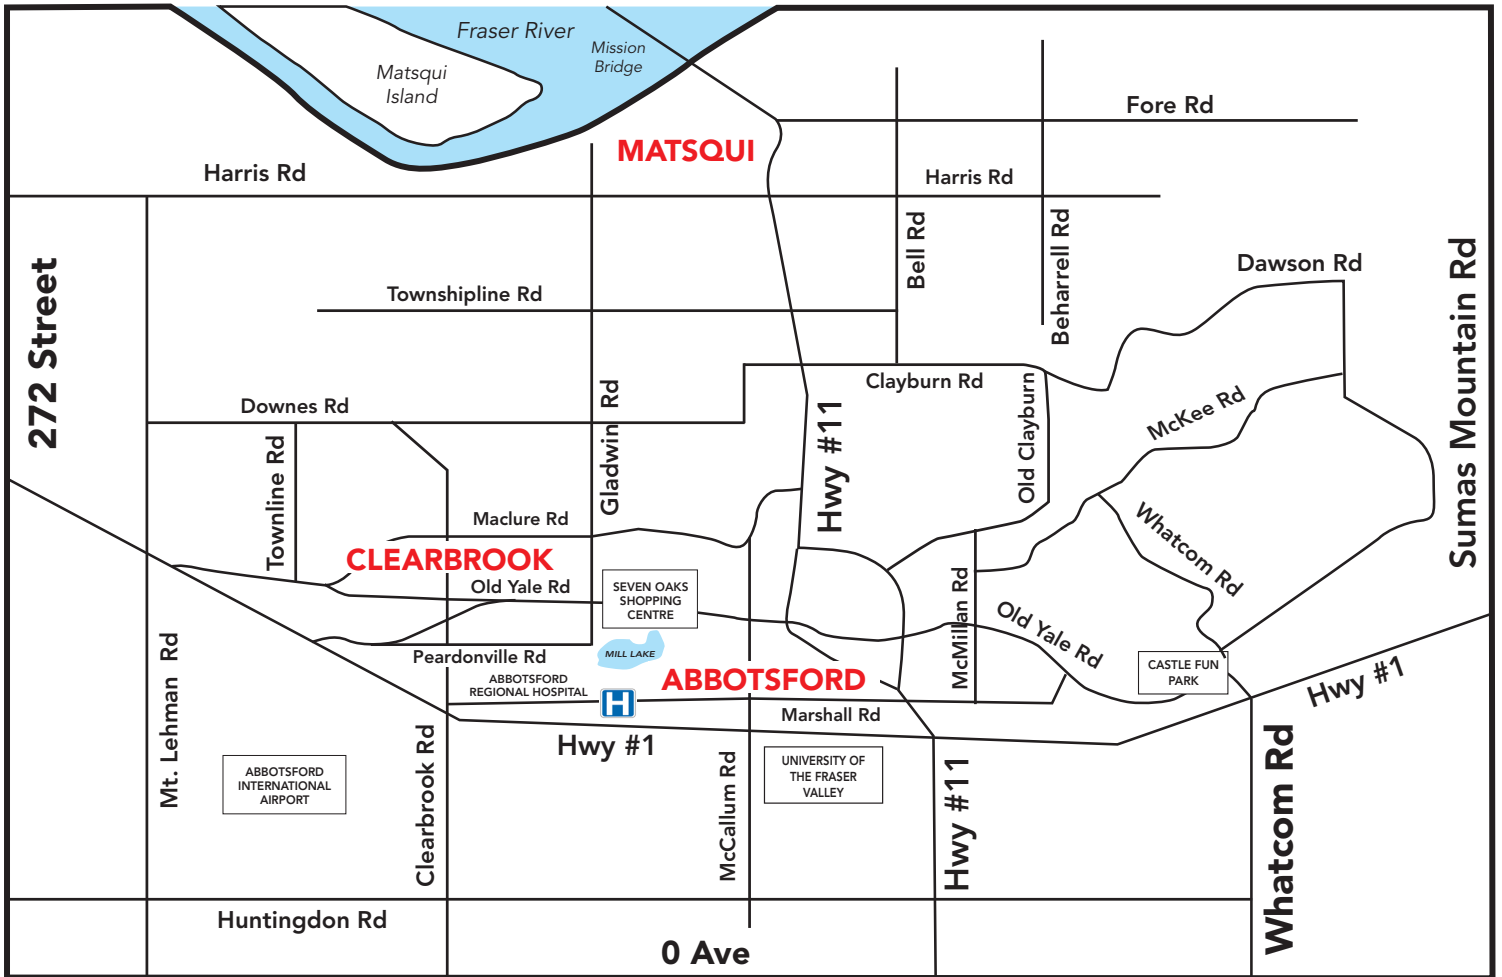 Fraser River
Mission
Bridge
Matsqui
Island
Fore Rd
MATSQUI
Harris Rd
Harris Rd
272 Street
Bell Rd
Beharrell Rd
Dawson Rd
Sumas Mountain Rd
Townshipline Rd
Clayburn Rd
Downes Rd
Gladwin Rd
Hwy #11
Old Clayburn
McKee Rd
Townline Rd
Maclure Rd
Whatcom Rd
CLEARBROOK
Old Yale Rd
SEVEN OAKS
SHOPPING
CENTRE
McMillan Rd
Old Yale Rd
Mt. Lehman Rd
Peardonville Rd
MILL LAKE
ABBOTSFORD
REGIONAL HOSPITAL
H
ABBOTSFORD
CASTLE FUN
PARK
Hwy #1
Marshall Rd
Hwy #1
Clearbrook Rd
McCallum Rd
ABBOTSFORD
INTERNATIONAL
AIRPORT
UNIVERSITY OF
THE FRASER
VALLEY
Hwy #11
Whatcom Rd
Huntingdon Rd
0 Ave